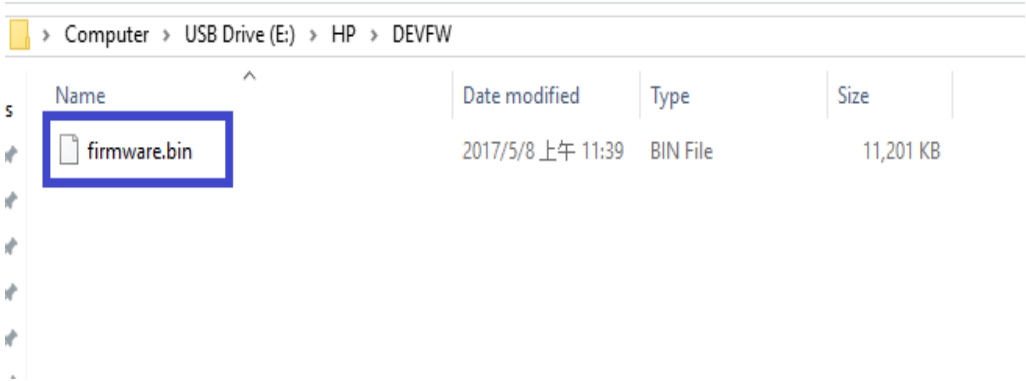 > Computer > USB Drive (E:) > HP > DEVFW
Name Date modified Type Size
s
firmware.bin 2017/5/8 上午 11:39 BIN File 11,201 KB